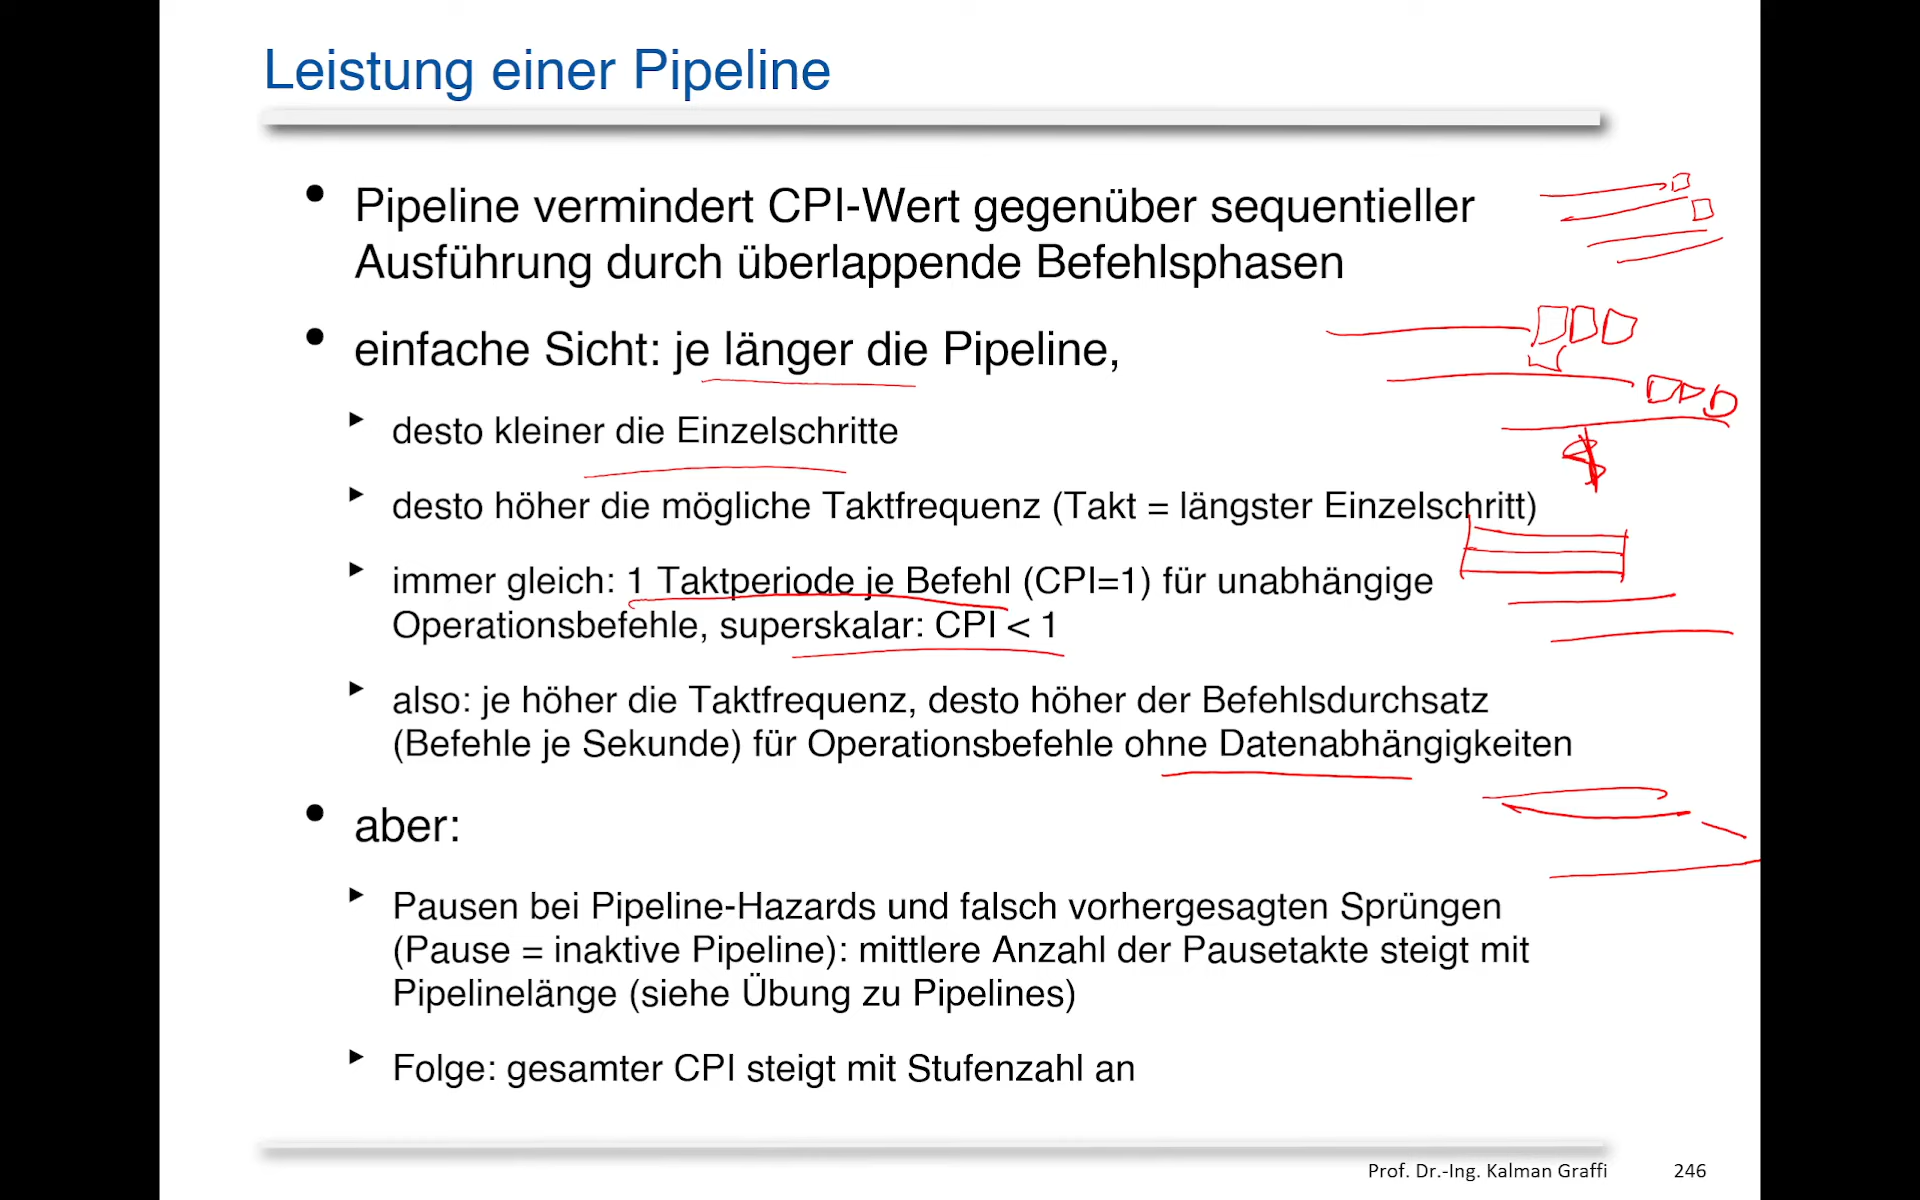 Leistung einer Pipeline
• Pipeline vermindert CPI-Wert gegenüber sequentieller
Ausführung durch überlappende Befehlsphasen
• einfache Sicht: je länger die Pipeline,
‣ desto kleiner die Einzelschritte
‣ desto höher die mögliche Taktfrequenz (Takt = längster Einzelschritt)
‣ immer gleich: 1 Taktperiode je Befehl (CPI=1) für unabhängige
Operationsbefehle, superskalar: CPI < 1
‣ also: je höher die Taktfrequenz, desto höher der Befehlsdurchsatz
(Befehle je Sekunde) für Operationsbefehle ohne Datenabhängigkeiten
• aber:
‣ Pausen bei Pipeline-Hazards und falsch vorhergesagten Sprüngen
(Pause = inaktive Pipeline): mittlere Anzahl der Pausetakte steigt mit
Pipelinelänge (siehe Übung zu Pipelines)
‣ Folge: gesamter CPI steigt mit Stufenzahl an
Prof. Dr.-Ing. Kalman Graffi 246